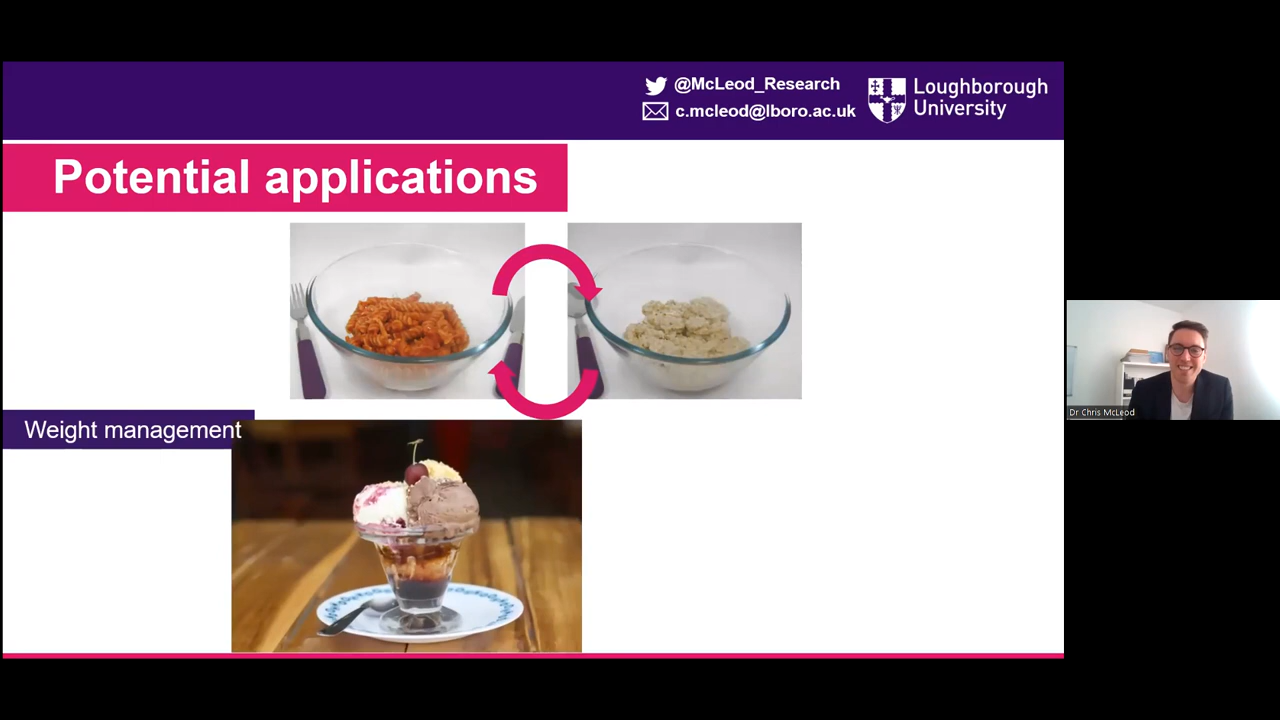 @McLeod_Research
c.mcleod@lboro.ac.uk
Loughborough
University
Potential applications
Weight management
Dr Chris McLeod